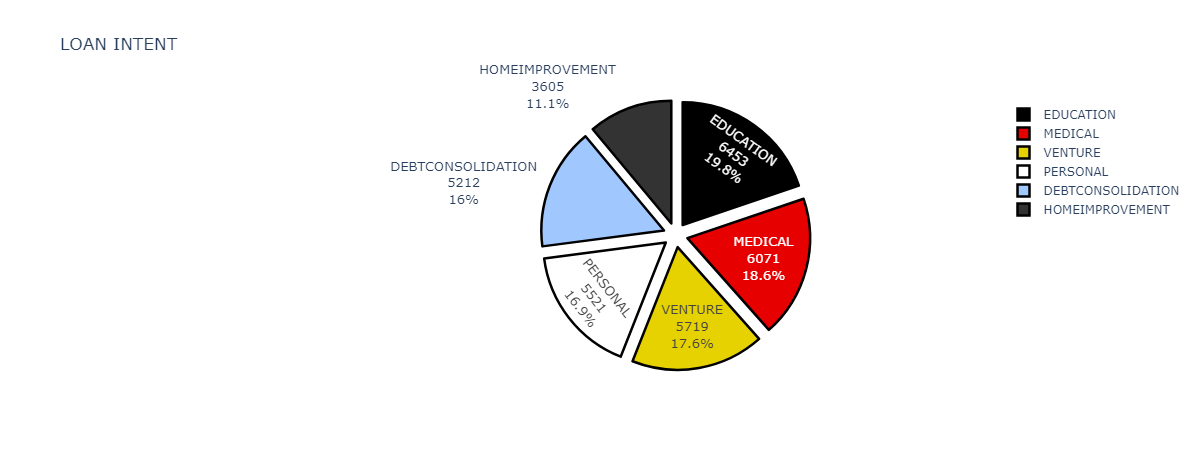 LOAN INTENT
HOMEIMPROVEMENT
3605
11.1%
DEBTCONSOLIDATION
5212
16%
EDUCATION
6453
19.8%
MEDICAL
6071
18.6%
VENTURE
5719
17.6%
PERSONAL
5521
16.9%
EDUCATION
MEDICAL
VENTURE
PERSONAL
DEBTCONSOLIDATION
HOMEIMPROVEMENT